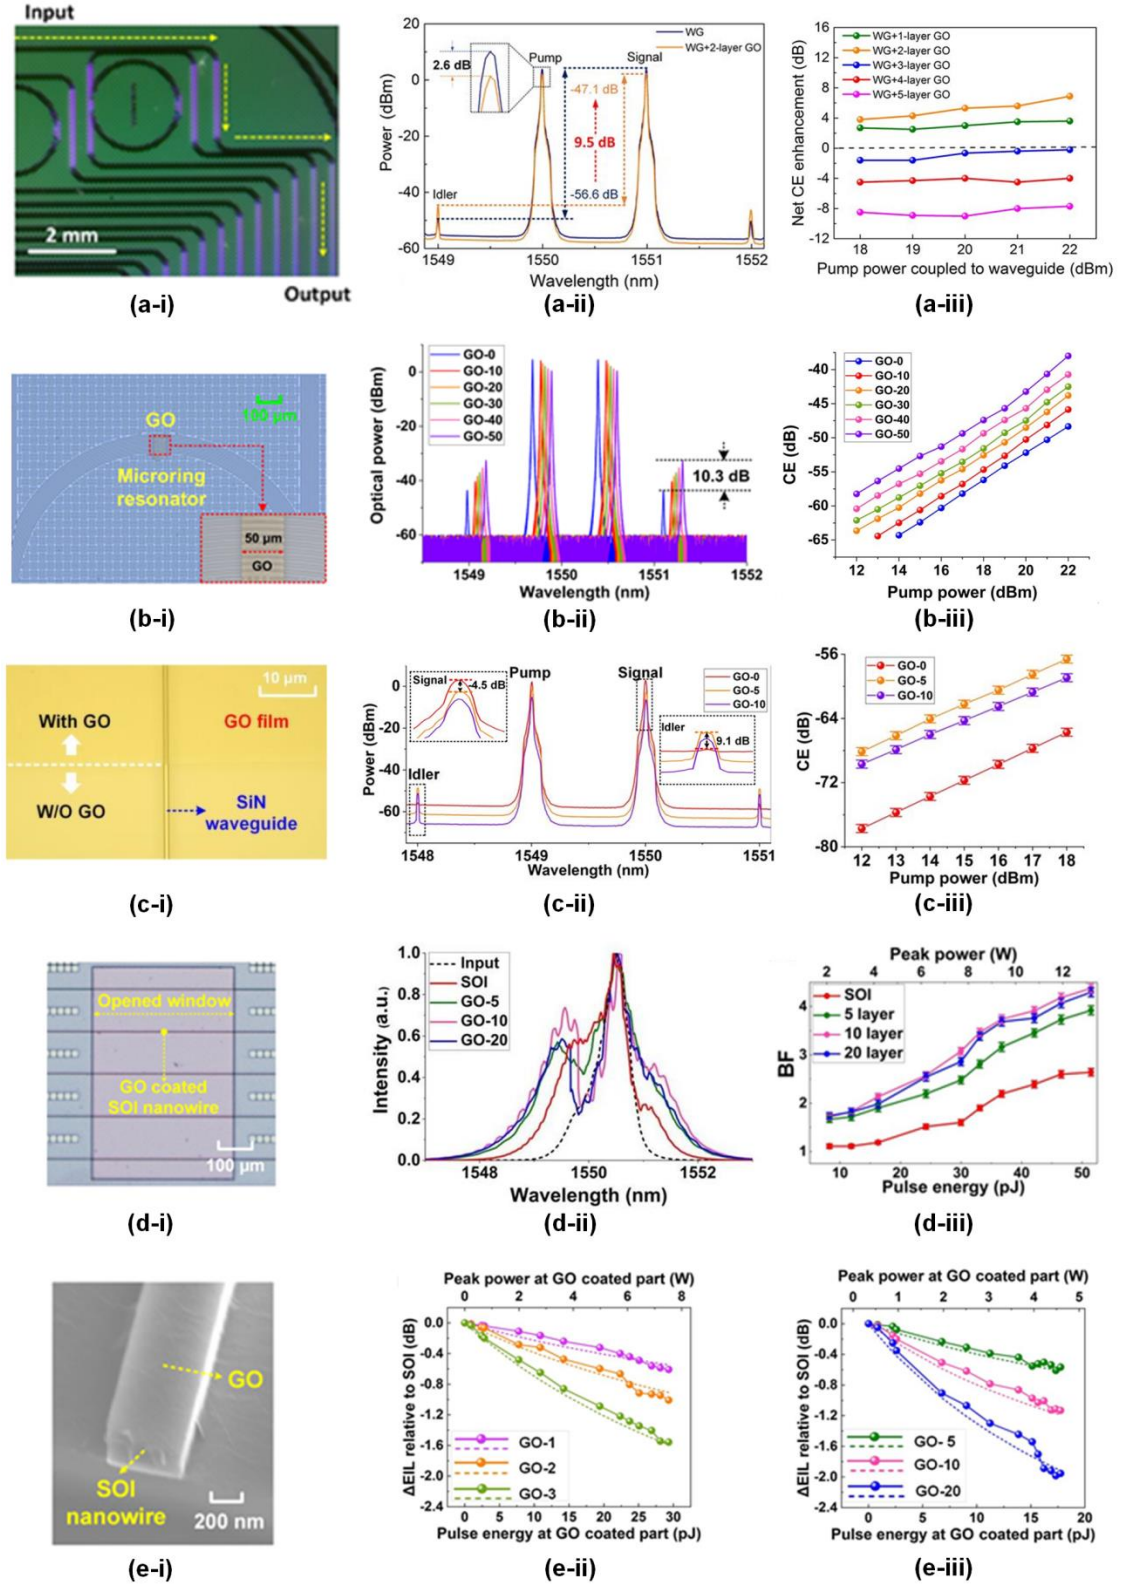 Input
2 mm
Output
(a-i)
20
0
-20
-40
-60
Power (dBm)
WG
WG+2-layer GO
Pump
Signal
2.6 dB
-47.1 dB
9.5 dB
-56.6 dB
Idler
1549
1550
1551
1552
Wavelength (nm)
(a-ii)
16
12
8
4
0
-4
-8
-12
Net CE enhancement (dB)
WG+1-layer GO
WG+2-layer GO
WG+3-layer GO
WG+4-layer GO
WG+5-layer GO
18
19
20
21
22
Pump power coupled to waveguide (dBm)
(a-iii)
GO
100 µm
Microring
resonator
50 µm
GO
(b-i)
0
-20
-40
-60
Optical power (dBm)
GO-0
GO-10
GO-20
GO-30
GO-40
GO-50
10.3 dB
1549
1550
1551
1552
Wavelength (nm)
(b-ii)
-40
-45
-50
-55
-60
-65
CE (dB)
GO-0
GO-10
GO-20
GO-30
GO-40
GO-50
12
14
16
18
20
22
Pump power (dBm)
(b-iii)
10 µm
With GO
GO film
W/O GO
SiN
waveguide
(c-i)
0
-20
-40
-60
Power (dBm)
Signal
-4.5 dB
Pump
Signal
GO-0
GO-5
GO-10
Idler
9.1 dB
Idler
1548
1549
1550
1551
Wavelength (nm)
(c-ii)
-56
-64
-72
-80
CE (dB)
GO-0
GO-5
GO-10
12
13
14
15
16
17
18
Pump power (dBm)
(c-iii)
Opened window
GO coated
SOI nanowire
100 µm
(d-i)
1.0
0.8
0.6
0.4
0.2
0.0
Intensity (a.u.)
Input
SOI
GO-5
GO-10
GO-20
1548
1550
1552
Wavelength (nm)
(d-ii)
Peak power (W)
2
4
6
8
10
12
4
3
2
1
BF
SOI
5 layer
10 layer
20 layer
10
20
30
40
50
Pulse energy (pJ)
(d-iii)
GO
SOI
nanowire
200 nm
(e-i)
Peak power at GO coated part (W)
0
2
4
6
8
0.0
-0.4
-0.8
-1.2
-1.6
-2.0
-2.4
ΔEIL relative to SOI (dB)
GO-1
GO-2
GO-3
0
5
10
15
20
25
30
Pulse energy at GO coated part (pJ)
(e-ii)
Peak power at GO coated part (W)
0
1
2
3
4
5
0.0
-0.4
-0.8
-1.2
-1.6
-2.0
-2.4
ΔEIL relative to SOI (dB)
GO- 5
GO-10
GO-20
0
5
10
15
20
Pulse energy at GO coated part (pJ)
(e-iii)